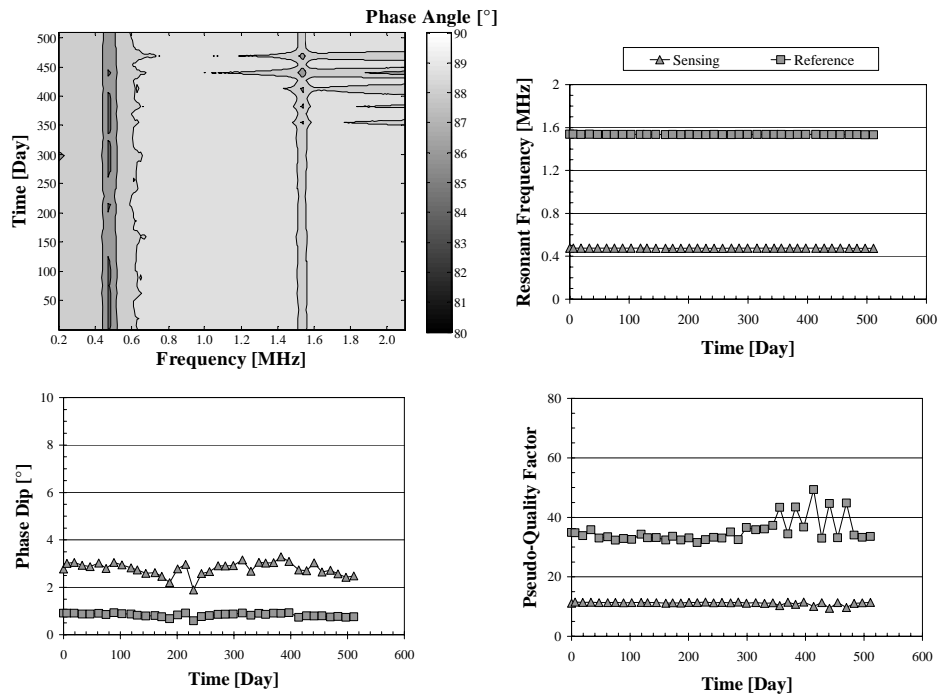 Phase Angle [°]
510
450
400
350
300
250
200
150
100
50
0
Time [Day]
0.2 0.4 0.6 0.8 1.0 1.2 1.4 1.6 1.8 2.0
Frequency [MHz]
90
89
88
87
86
85
84
83
82
81
80
Sensing Reference
2
1.6
1.2
0.8
0.4
0
Resonant Frequency [MHz]
0 100 200 300 400 500 600
Time [Day]
10
8
6
4
2
0
Phase Dip [°]
0 100 200 300 400 500 600
Time [Day]
80
60
40
20
0
Pseudo-Quality Factor
0 100 200 300 400 500 600
Time [Day]